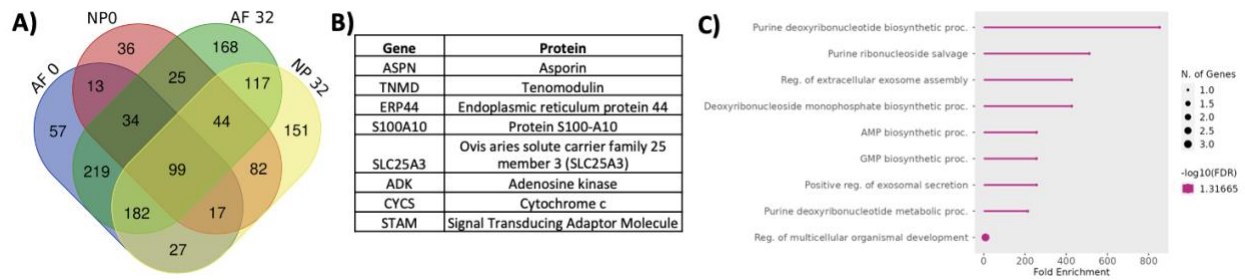 A)
NP0
AF 32
AF 0
NP 32
36
168
13
25
117
57
34
44
151
219
99
82
182
17
27
B)
Gene Protein
ASPN Asporin
TNMD Tenomodulin
ERP44 Endoplasmic reticulum protein 44
S100A10 Protein S100-A10
SLC25A3 Ovis aries solute carrier family 25
member 3 (SLC25A3)
ADK Adenosine kinase
CYCS Cytochrome c
STAM Signal Transducing Adaptor Molecule
C)
Purine deoxyribonucleotide biosynthetic proc.
Purine ribonucleoside salvage
Reg. of extracellular exosome assembly
Deoxyribonucleoside monophosphate biosynthetic proc.
AMP biosynthetic proc.
GMP biosynthetic proc.
Positive reg. of exosomal secretion
Purine deoxyribonucleotide metabolic proc.
Reg. of multicellular organismal development
0 200 400 600 800
Fold Enrichment
N. of Genes
1.0
1.5
2.0
2.5
3.0
-log10(FDR)
1.31665